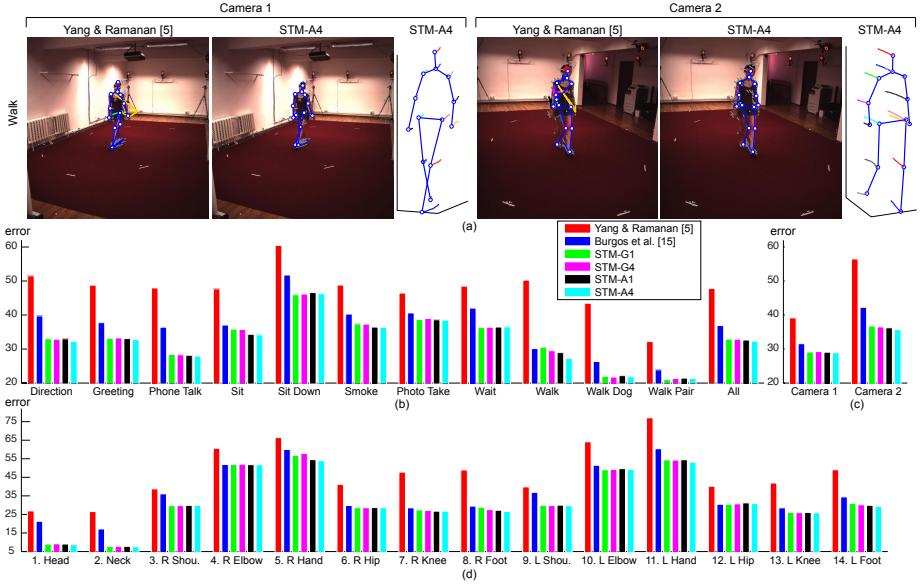 Camera 1
Camera 2
Yang & Ramanan [5]
STM-A4
STM-A4
Yang & Ramanan [5]
STM-A4
STM-A4
Walk
(a)
error
60
50
40
30
20
Direction
Greeting
Phone Talk
Sit
Sit Down
Smoke
Photo Take
Wait
Walk
Walk Dog
Walk Pair
All
(b)
Yang & Ramanan [5]
Burgos et al. [15]
STM-G1
STM-G4
STM-A1
STM-A4
error
60
50
40
30
20
Camera 1
Camera 2
(c)
error
75
65
55
45
35
25
15
5
1. Head
2. Neck
3. R Shou.
4. R Elbow
5. R Hand
6. R Hip
7. R Knee
8. R Foot
9. L Shou.
10. L Elbow
11. L Hand
12. L Hip
13. L Knee
14. L Foot
(d)